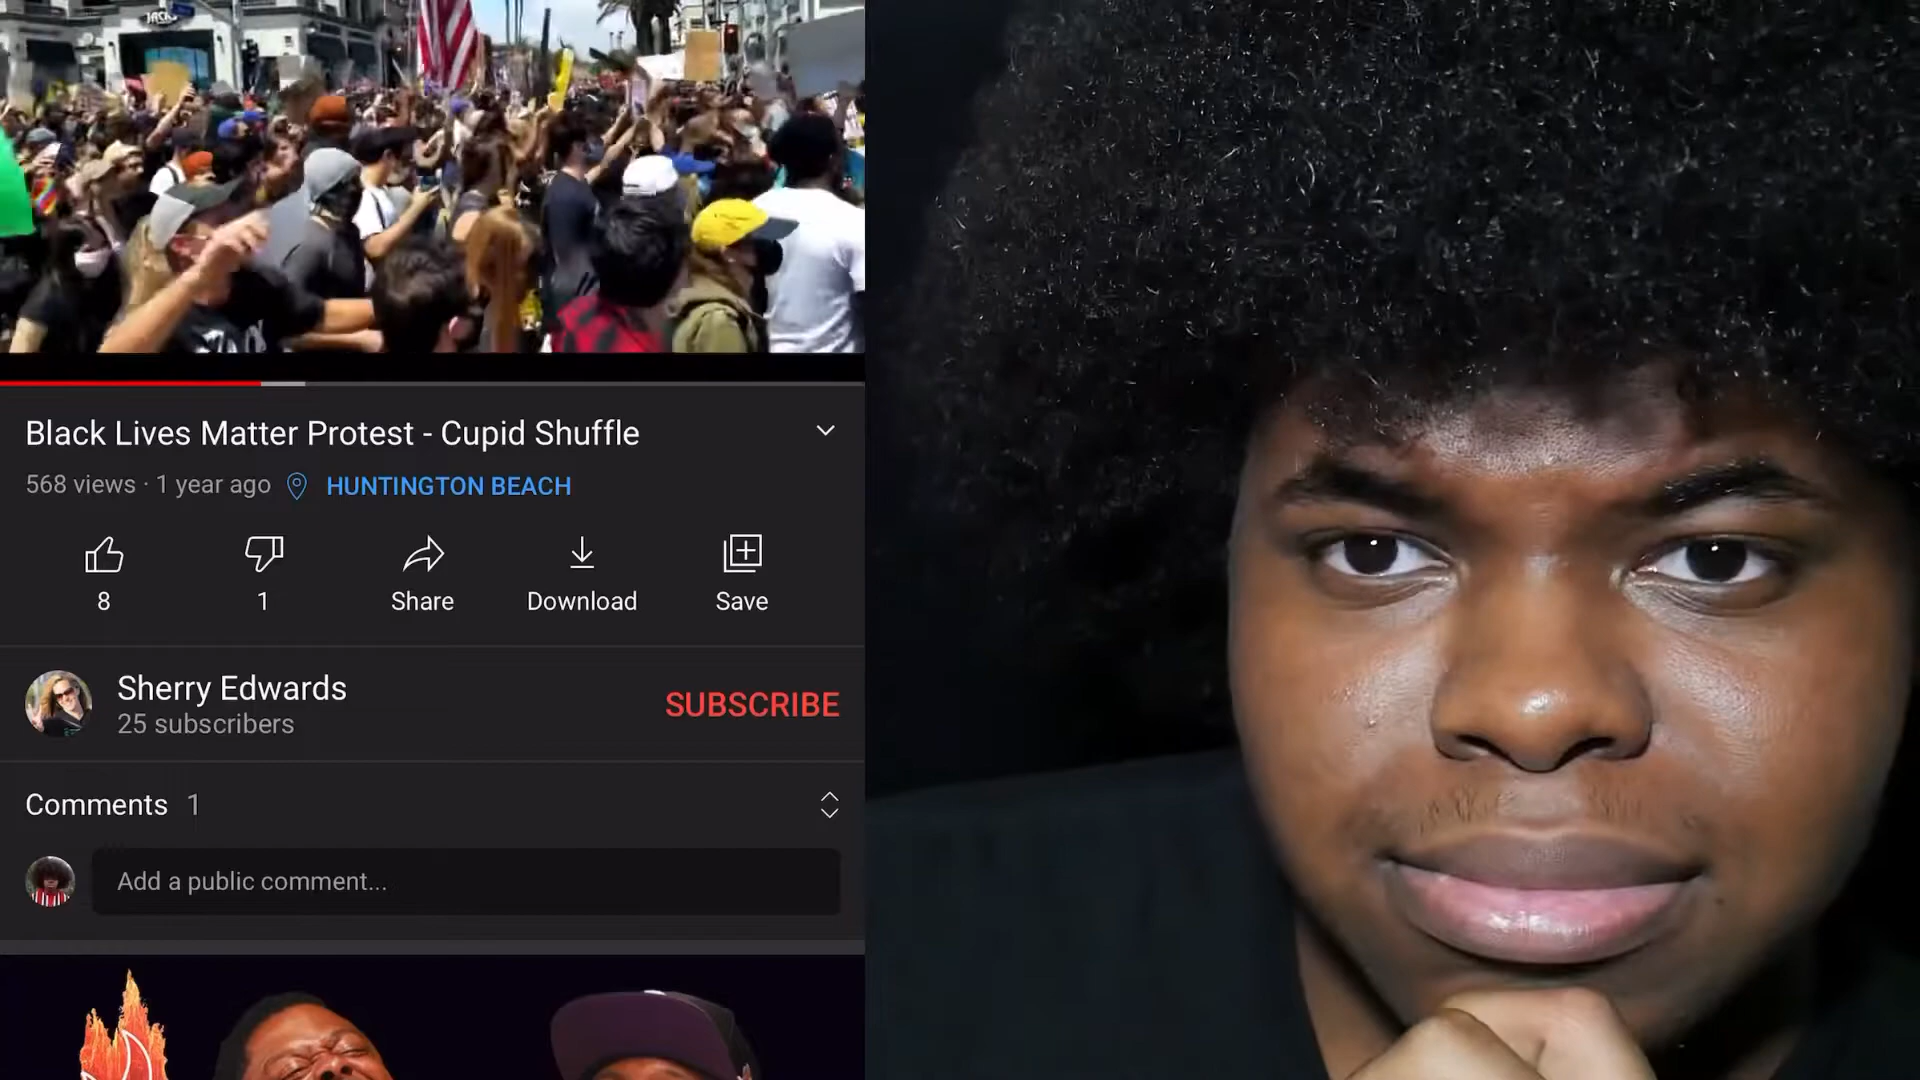 JACK'S
Black Lives Matter Protest - Cupid Shuffle
568 views · 1 year ago HUNTINGTON BEACH
8 1 Share Download Save
Sherry Edwards
25 subscribers
SUBSCRIBE
Comments 1
Add a public comment...